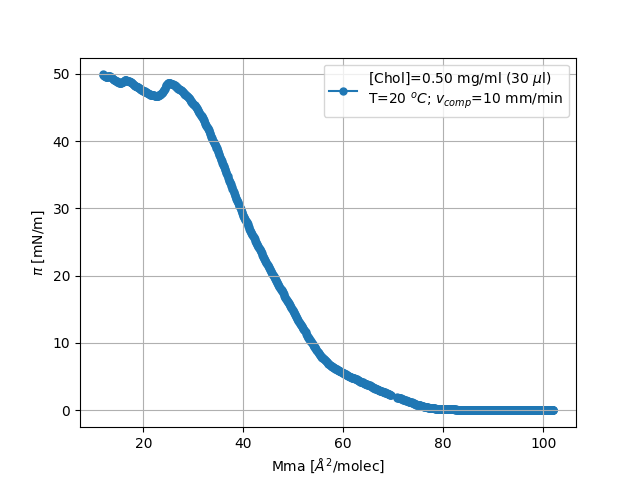 [Chol]=0.50 mg/ml (30 μl)
T=20 °C; v_comp=10 mm/min
50
40
30
20
10
0
π [mN/m]
20 40 60 80 100
Mma [Å²/molec]